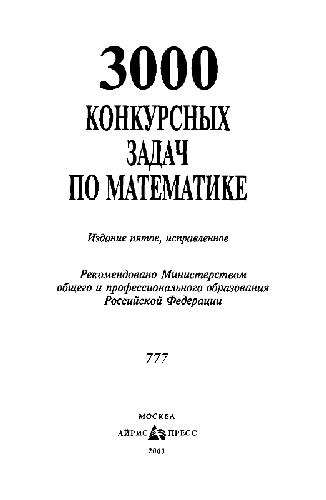 3000
КОНКУРСНЫХ
ЗАДАЧ
ПО МАТЕМАТИКЕ
Издание пятое, исправленное
Рекомендовано Министерством
общего и профессионального образования
Российской Федерации
777
МОСКВА
АЙРИС ПРЕСС